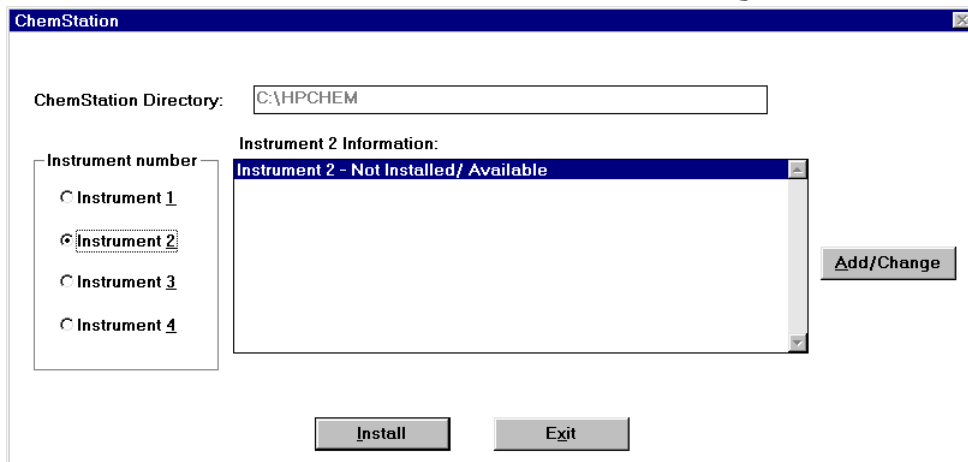 ChemStation
ChemStation Directory:
C:\HPCHEM
Instrument number
Instrument 1
Instrument 2
Instrument 3
Instrument 4
Instrument 2 Information:
Instrument 2 - Not Installed/ Available
Add/Change
Install
Exit